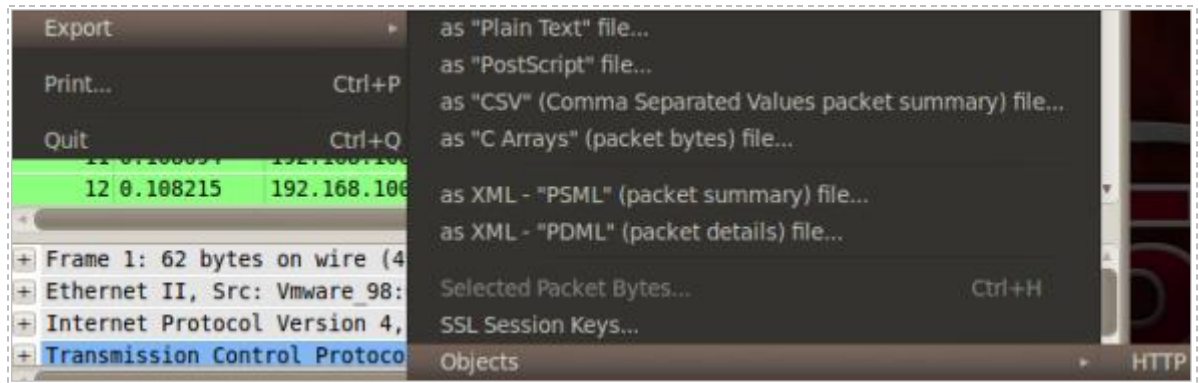 Export
Print... Ctrl+P
Quit Ctrl+Q
12 0.108215 192.168.100
Frame 1: 62 bytes on wire (4
Ethernet II, Src: Vmware_98:
Internet Protocol Version 4,
Transmission Control Protoco
as "Plain Text" file...
as "PostScript" file...
as "CSV" (Comma Separated Values packet summary) file...
as "C Arrays" (packet bytes) file...
as XML - "PSML" (packet summary) file...
as XML - "PDML" (packet details) file...
Selected Packet Bytes... Ctrl+H
SSL Session Keys...
Objects
HTTP